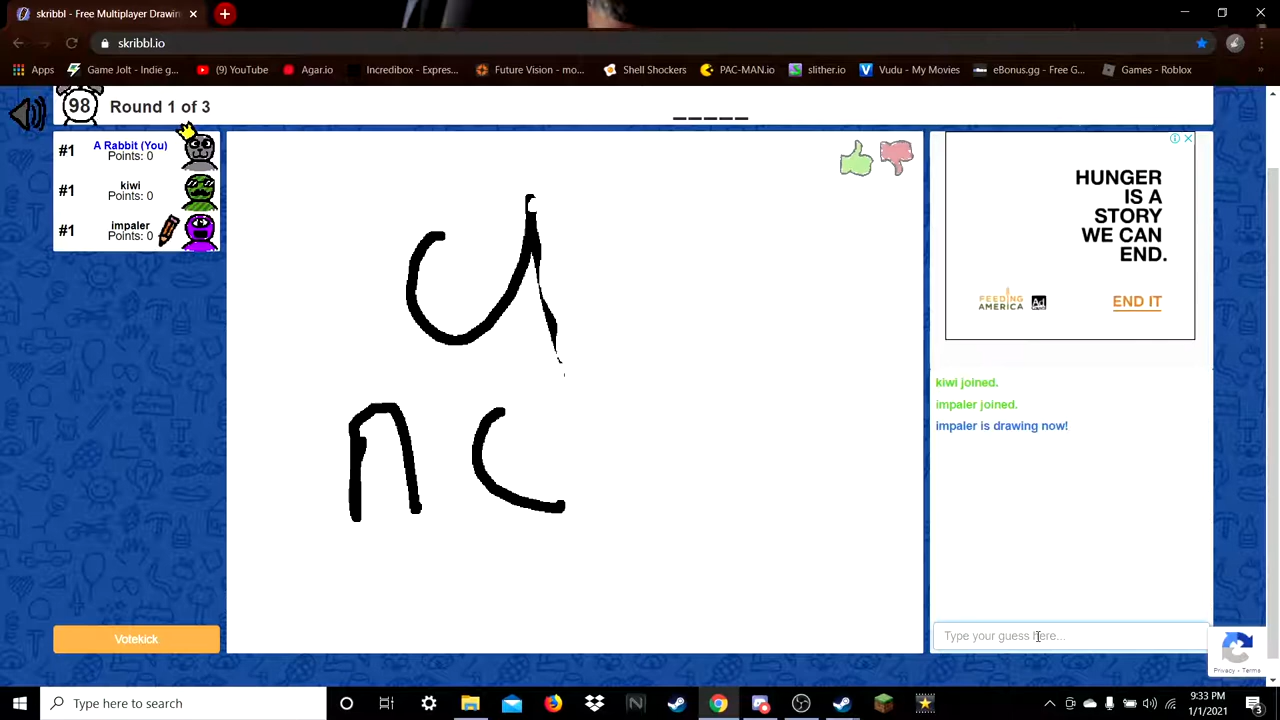 skribbl - Free Multiplayer Drawin
skribbl.io
Apps
Game Jolt - Indie g...
(9) YouTube
Agar.io
Incredibox - Expres...
Future Vision - mo...
Shell Shockers
PAC-MAN.io
slither.io
Vudu - My Movies
eBonus.gg - Free G...
Games - Roblox
98
Round 1 of 3
_ _ _ _ _
#1
A Rabbit (You)
Points: 0
#1
kiwi
Points: 0
#1
impaler
Points: 0
u
n c
HUNGER
IS A
STORY
WE CAN
END.
FEEDING
AMERICA
Ad
END IT
kiwi joined.
impaler joined.
impaler is drawing now!
Votekick
Type your guess here...
Privacy - Terms
Type here to search
9:33 PM
1/1/2021
3